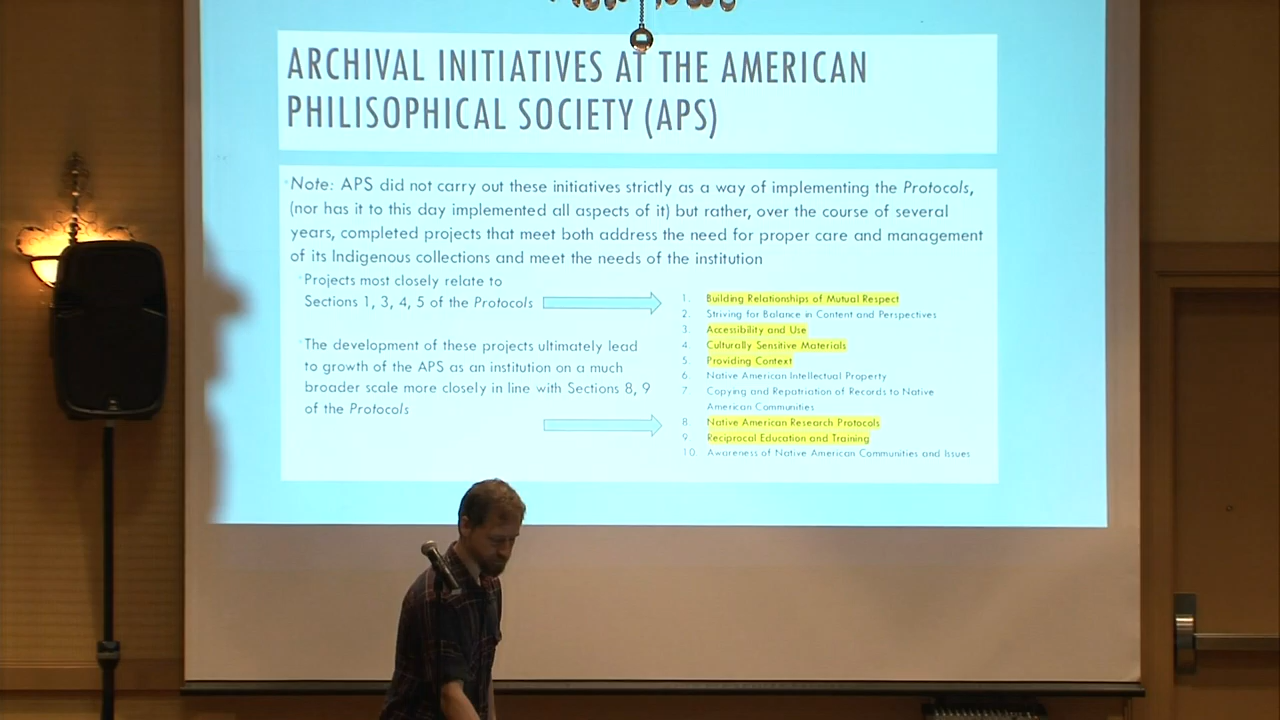 ARCHIVAL INITIATIVES AT THE AMERICAN
PHILISOPHICAL SOCIETY (APS)
Note: APS did not carry out these initiatives strictly as a way of implementing the Protocols,
(nor has it to this day implemented all aspects of it) but rather, over the course of several
years, completed projects that meet both address the need for proper care and management
of its Indigenous collections and meet the needs of the institution
Projects most closely relate to
Sections 1, 3, 4, 5 of the Protocols
The development of these projects ultimately lead
to growth of the APS as an institution on a much
broader scale more closely in line with Sections 8, 9
of the Protocols
1. Building Relationships of Mutual Respect
2. Striving for Balance in Content and Perspectives
3. Accessibility and Use
4. Culturally Sensitive Materials
5. Providing Context
6. Native American Intellectual Property
7. Copying and Repatriation of Records to Native
American Communities
8. Native American Research Protocols
9. Reciprocal Education and Training
10. Awareness of Native American Communities and Issues